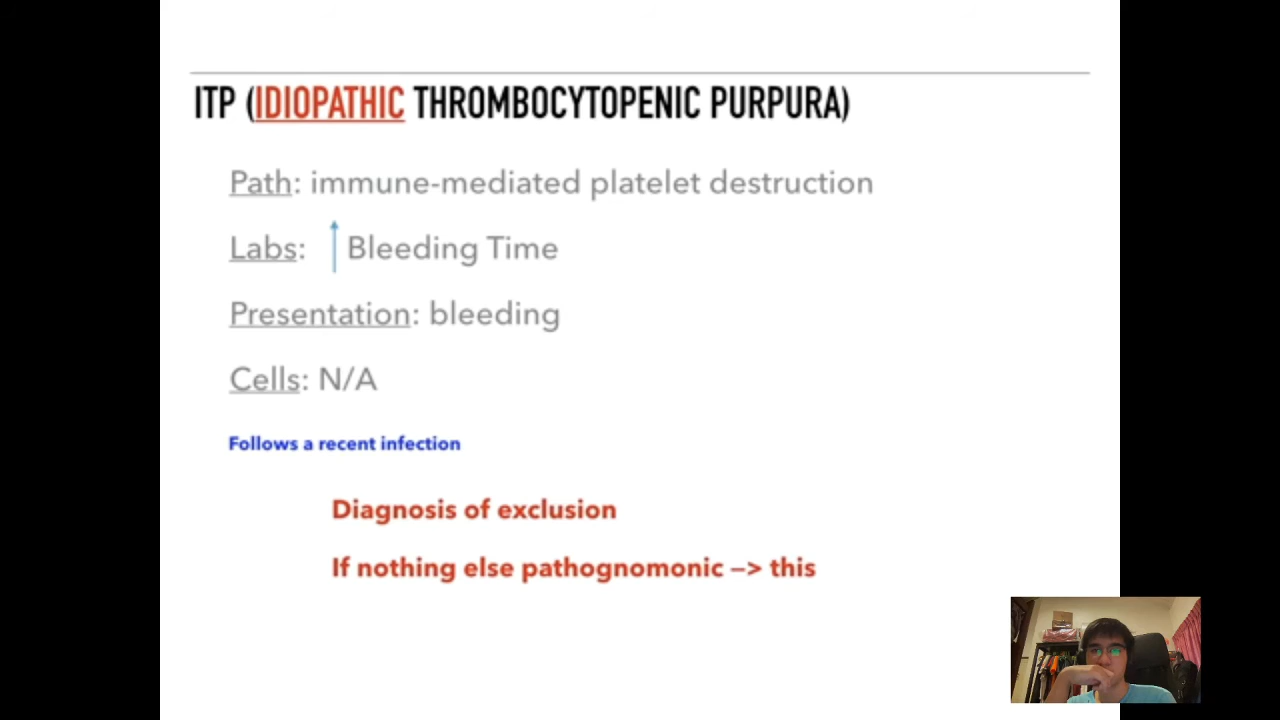 ITP (IDIOPATHIC THROMBOCYTOPENIC PURPURA)
Path: immune-mediated platelet destruction
Labs: Bleeding Time
Presentation: bleeding
Cells: N/A
Follows a recent infection
Diagnosis of exclusion
If nothing else pathognomonic —> this